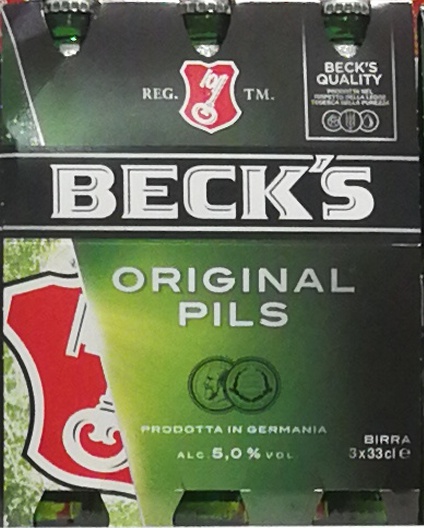 BECK'S
QUALITY
PRODOTTA NEL
RISPETTO DELLA LEGGE
TEDESCA DELLA PUREZZA
REG. TM.
BECK'S
ORIGINAL
PILS
PRODOTTA IN GERMANIA
ALC. 5,0% VOL
BIRRA
3x33cl e